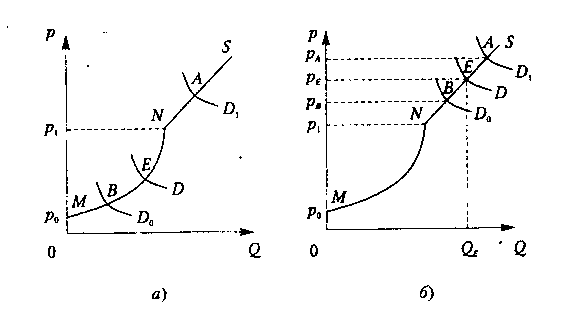 p
S
A
D₁
N
p₁
E
D
M
B
p₀
D₀
0
Q
а)
p
A
S
p_A
E
D₁
p_E
B
D
p_B
D₀
N
p₁
M
p₀
0
Q_E
Q
б)